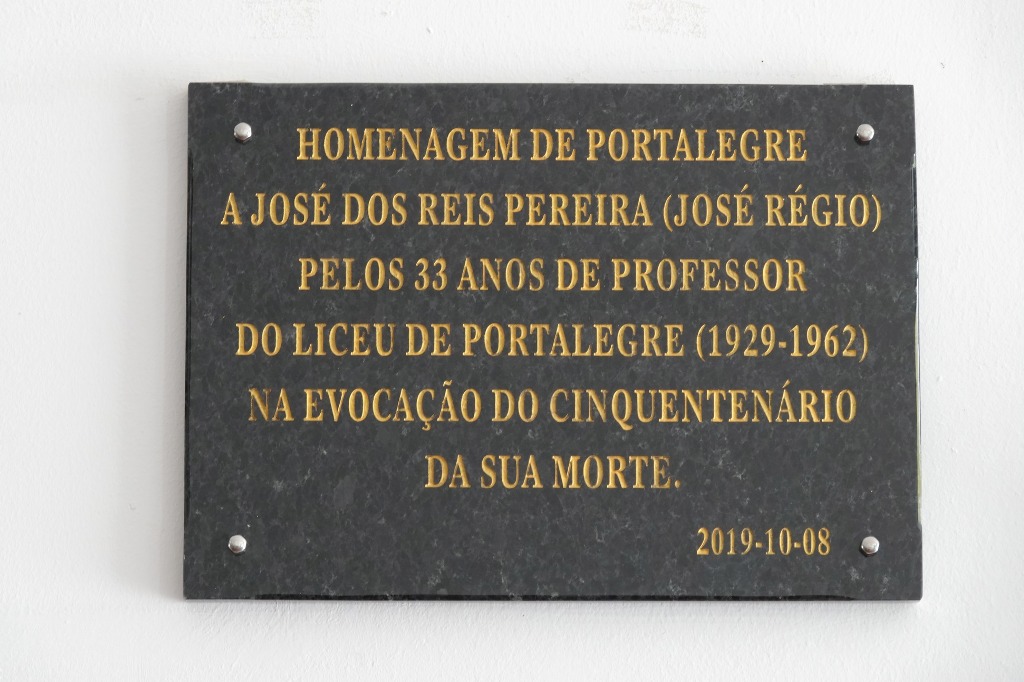 HOMENAGEM DE PORTALEGRE
A JOSÉ DOS REIS PEREIRA (JOSÉ RÉGIO)
PELOS 33 ANOS DE PROFESSOR
DO LICEU DE PORTALEGRE (1929-1962)
NA EVOCAÇÃO DO CINQUENTENÁRIO
DA SUA MORTE.
2019-10-08